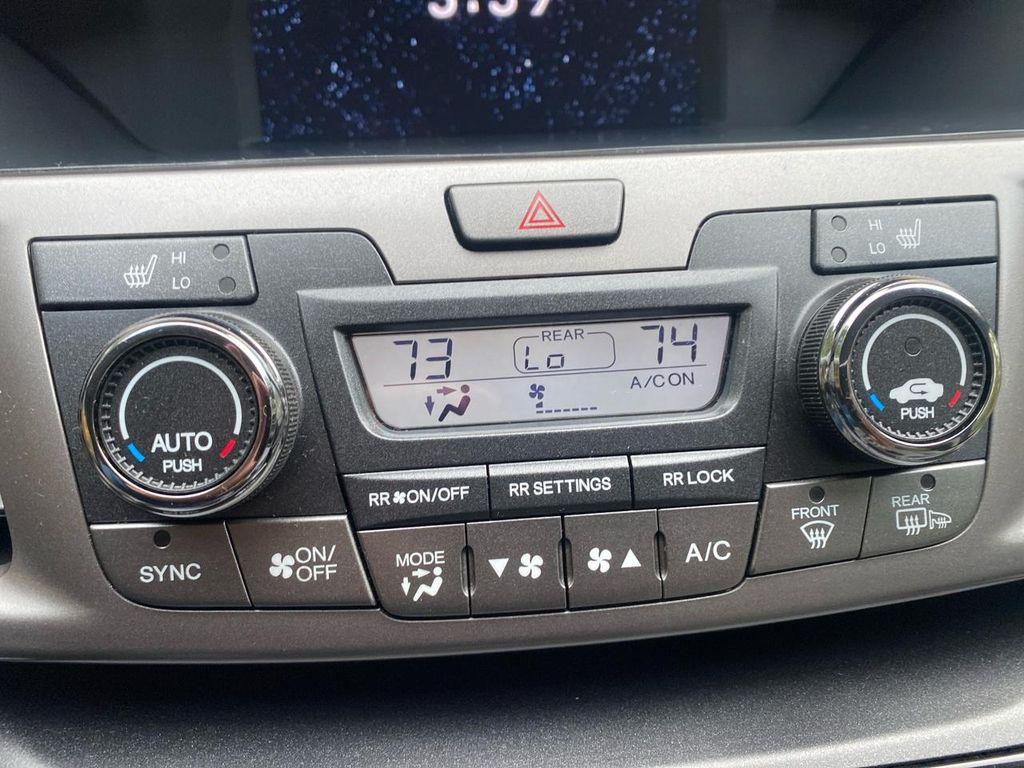 HI
LO
HI
LO
73
REAR
Lo
74
A/C ON
AUTO
PUSH
PUSH
RR ON/OFF
RR SETTINGS
RR LOCK
SYNC
ON/
OFF
MODE
A/C
FRONT
REAR